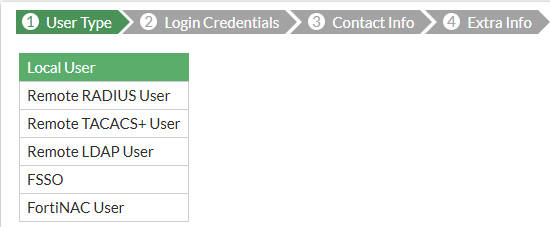 1 User Type 2 Login Credentials 3 Contact Info 4 Extra Info
Local User
Remote RADIUS User
Remote TACACS+ User
Remote LDAP User
FSSO
FortiNAC User